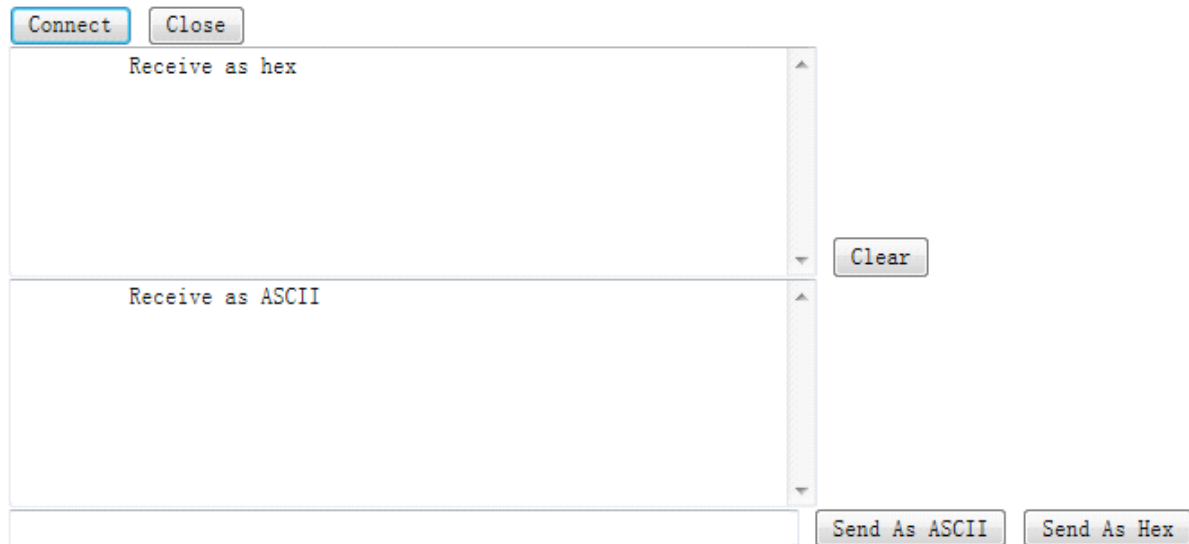 Connect Close
Receive as hex
Clear
Receive as ASCII
Send As ASCII Send As Hex